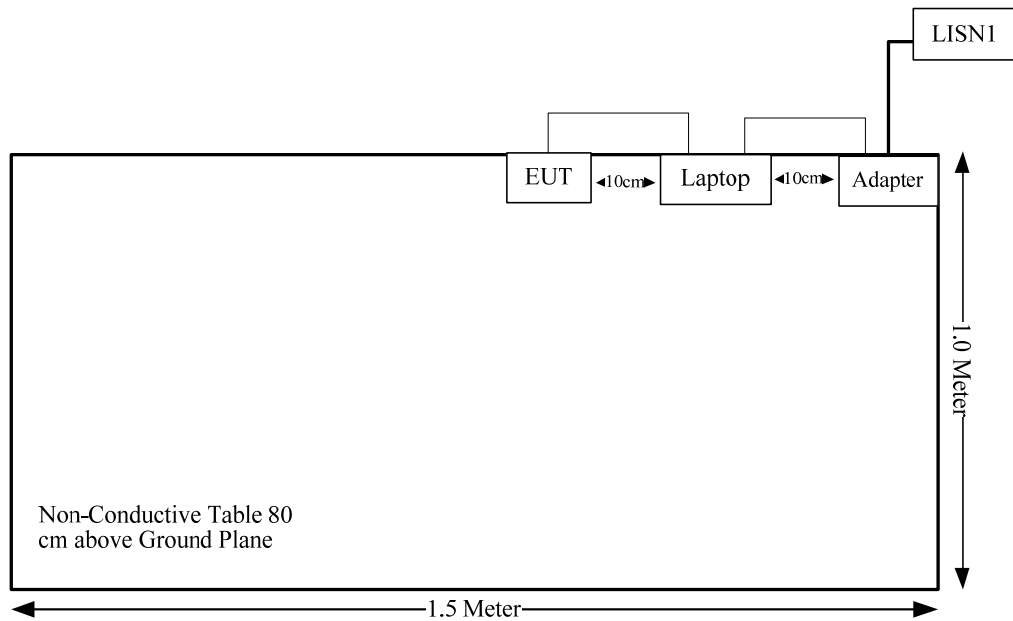 LISN1
EUT
10cm
Laptop
10cm
Adapter
1.0 Meter
Non-Conductive Table 80
cm above Ground Plane
1.5 Meter